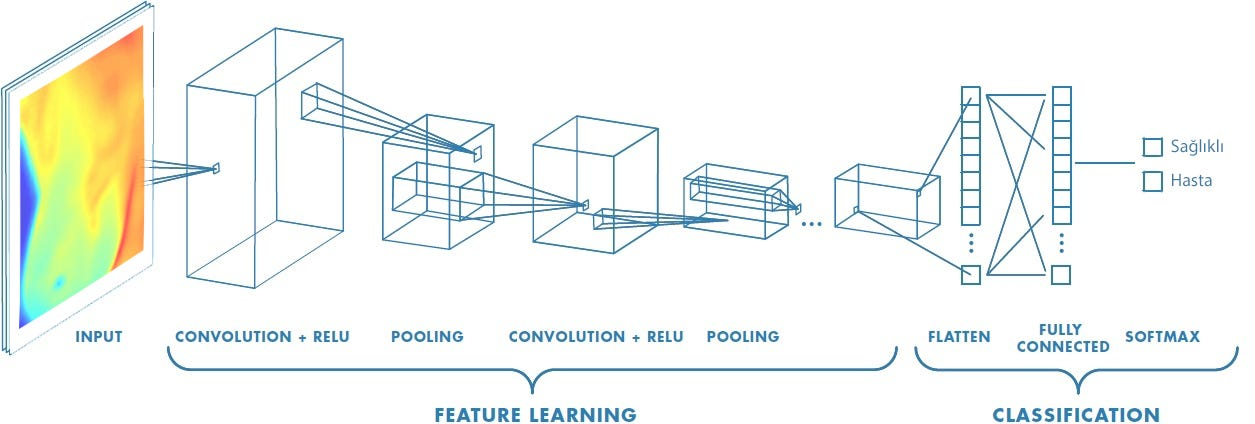 Sağlıklı
Hasta
INPUT
CONVOLUTION + RELU
POOLING
CONVOLUTION + RELU
POOLING
FLATTEN
FULLY
CONNECTED
SOFTMAX
FEATURE LEARNING
CLASSIFICATION